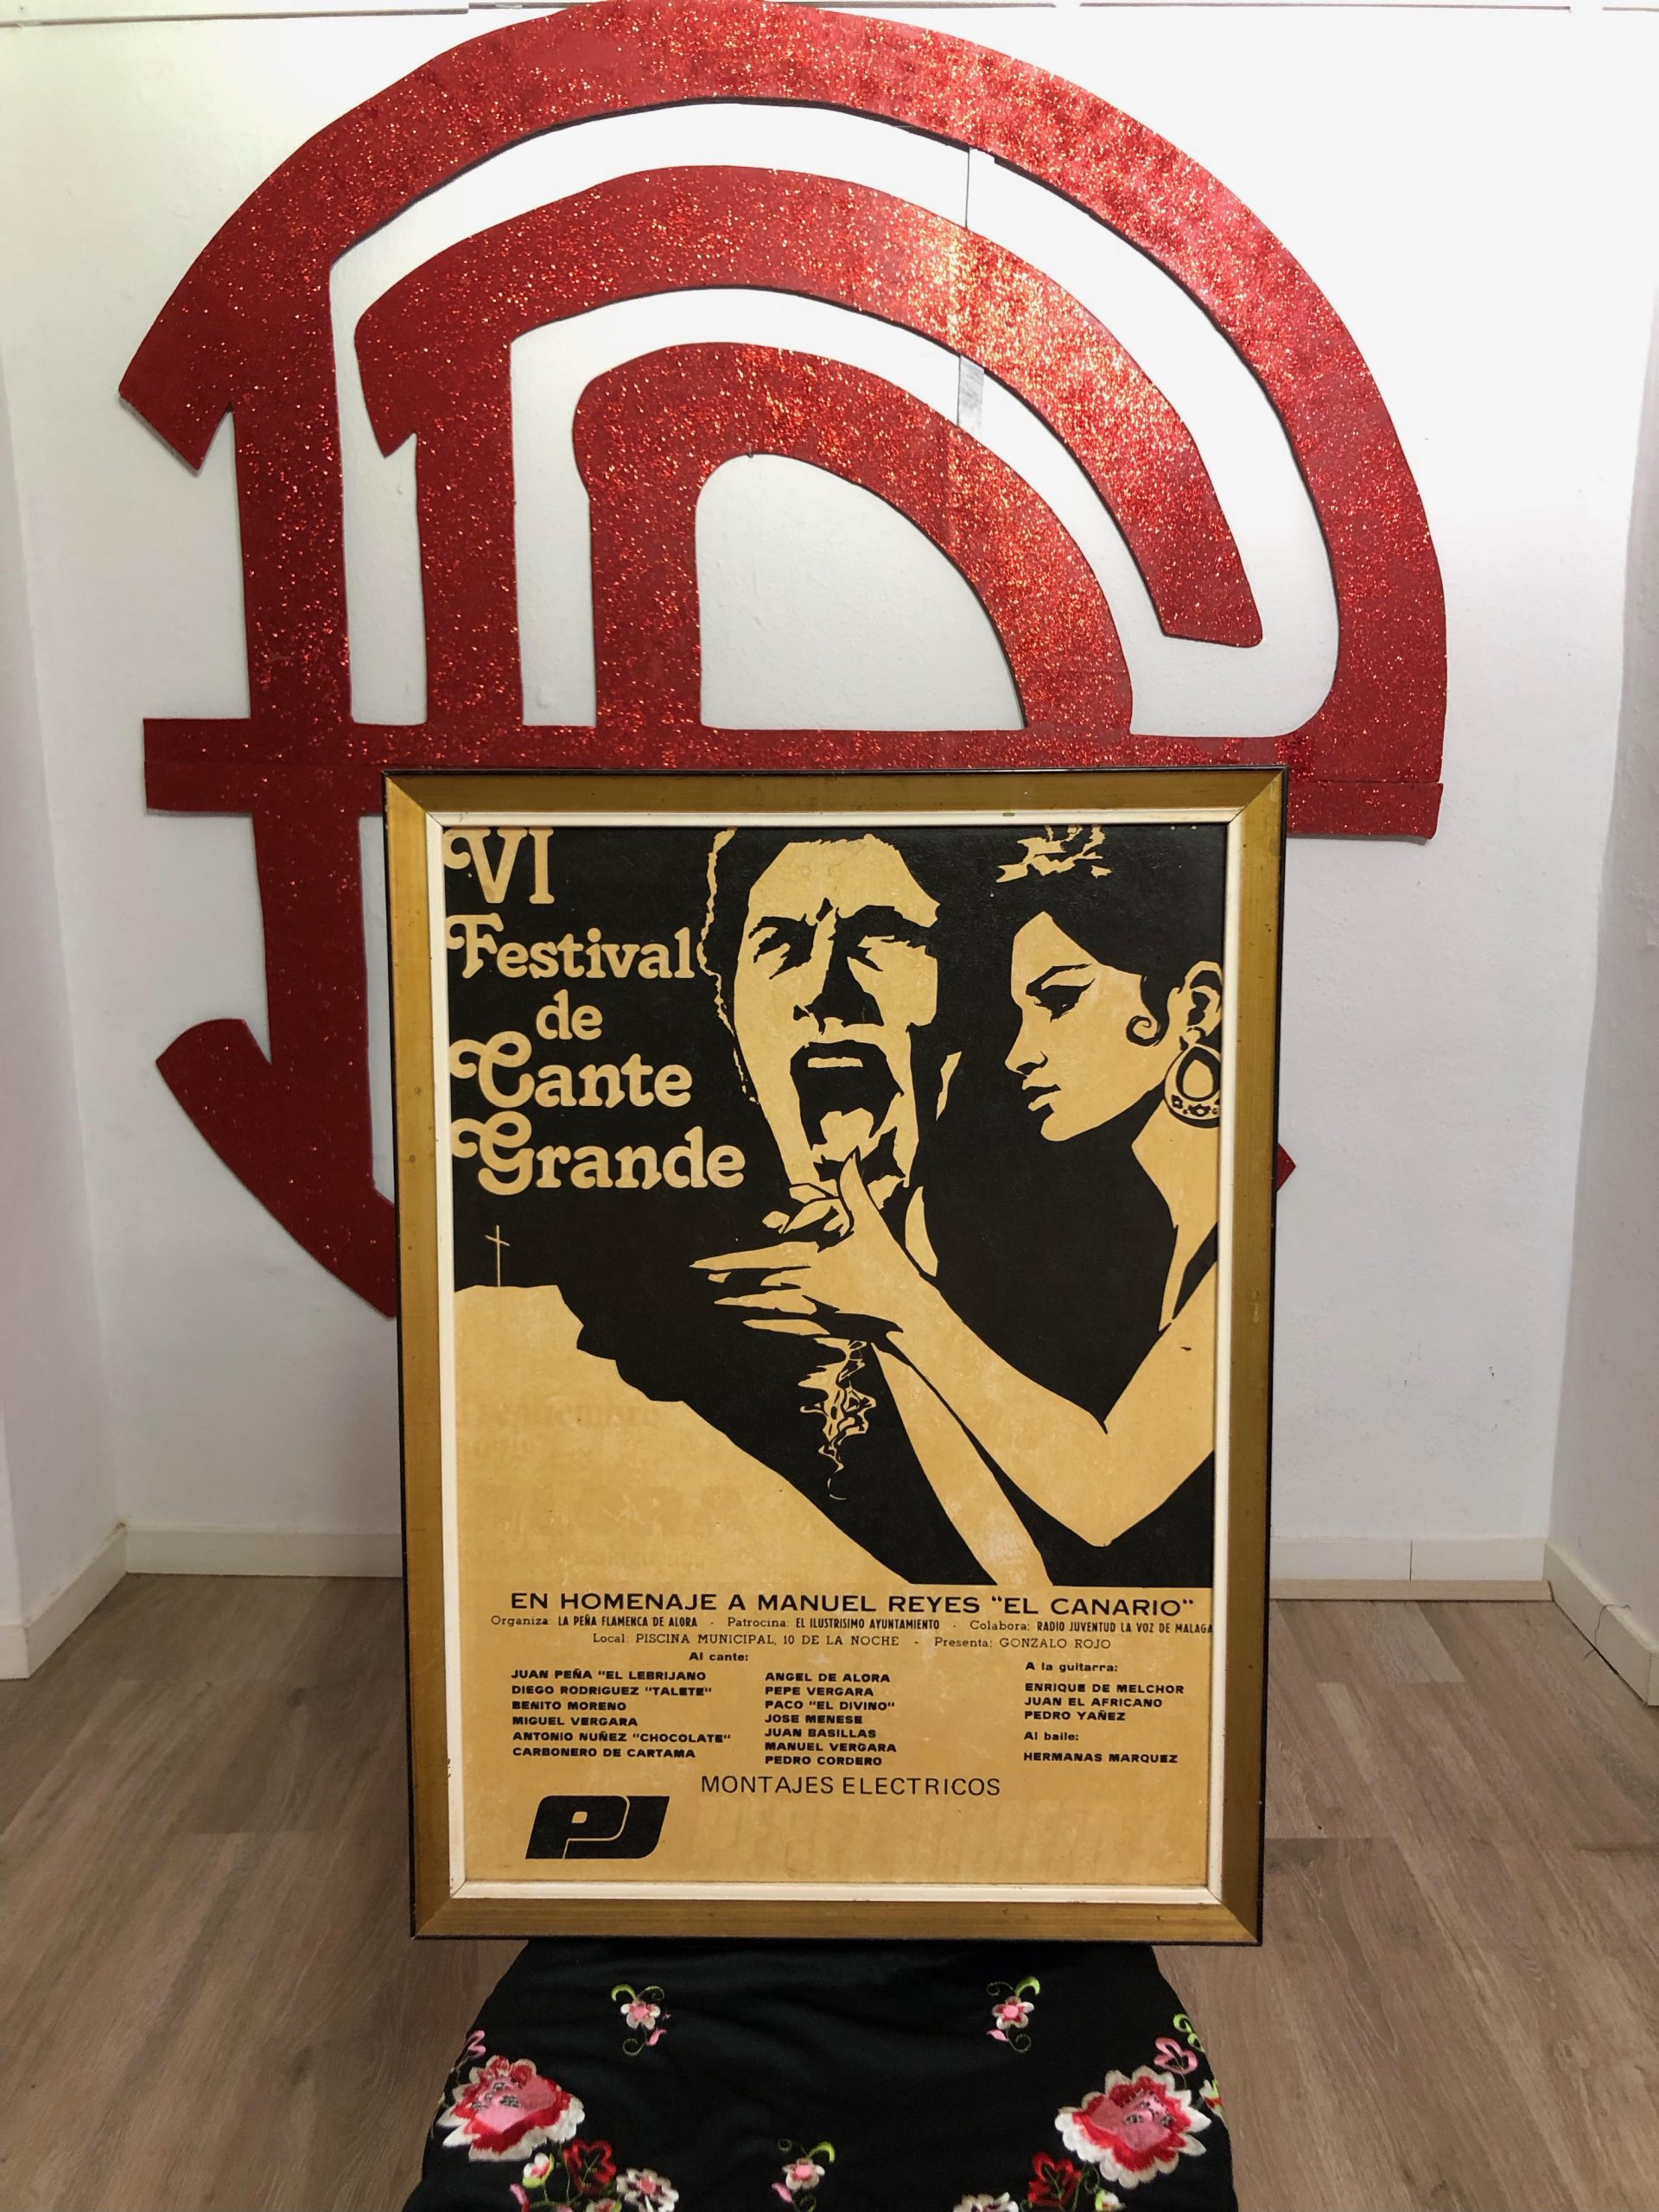 VI
Festival
de
Cante
Grande
septiembre
EN HOMENAJE A MANUEL REYES "EL CANARIO"
Organiza: LA PEÑA FLAMENCA DE ALORA - Patrocina: EL ILUSTRISIMO AYUNTAMIENTO - Colabora: RADIO JUVENTUD LA VOZ DE MALAGA
Local: PISCINA MUNICIPAL, 10 DE LA NOCHE - Presenta: GONZALO ROJO
Al cante:
JUAN PEÑA "EL LEBRIJANO
DIEGO RODRIGUEZ "TALETE"
BENITO MORENO
MIGUEL VERGARA
ANTONIO NUÑEZ "CHOCOLATE"
CARBONERO DE CARTAMA
ANGEL DE ALORA
PEPE VERGARA
PACO "EL DIVINO"
JOSE MENESE
JUAN BASILLAS
MANUEL VERGARA
PEDRO CORDERO
A la guitarra:
ENRIQUE DE MELCHOR
JUAN EL AFRICANO
PEDRO YAÑEZ
Al baile:
HERMANAS MARQUEZ
MONTAJES ELECTRICOS
PJ